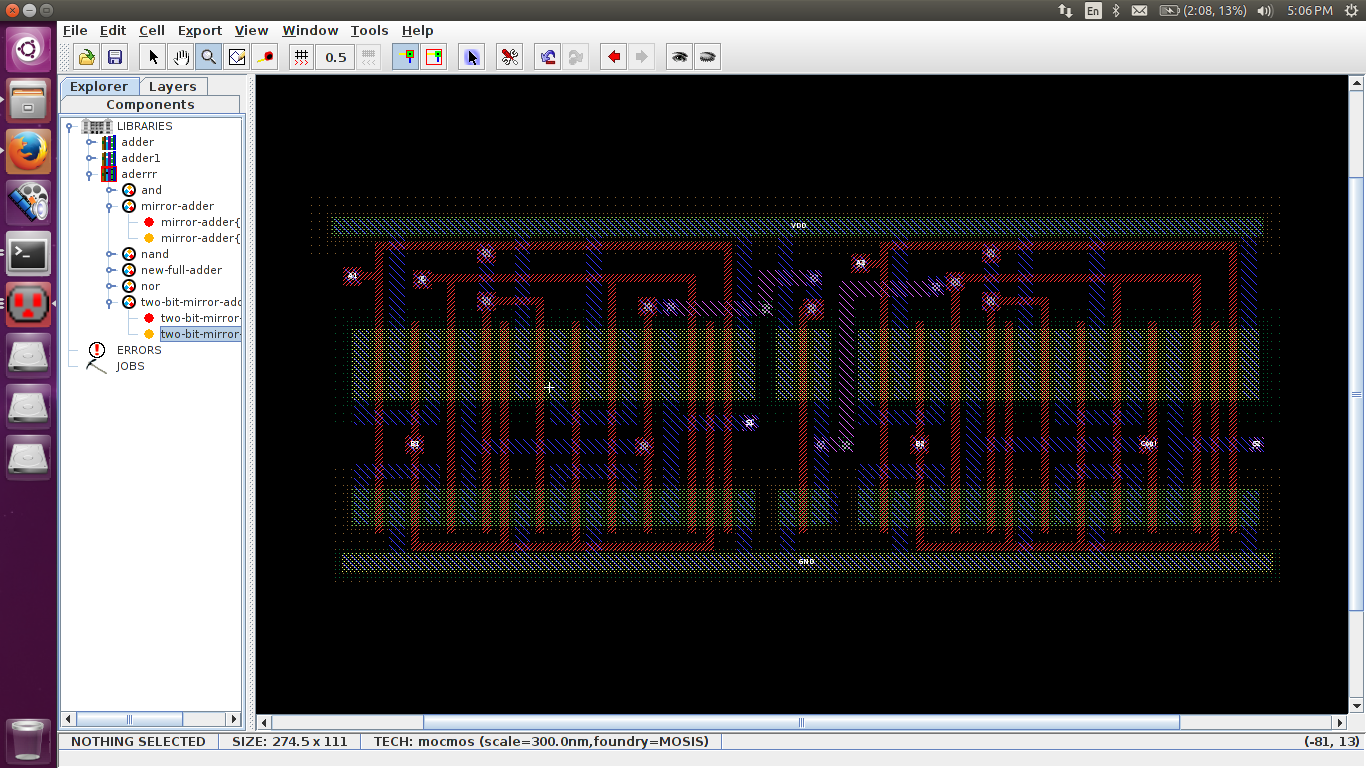 En (2:08, 13%) 5:06 PM
File Edit Cell Export View Window Tools Help
0.5
Explorer Layers
Components
LIBRARIES
adder
adder1
aderrr
and
mirror-adder
mirror-adder{
mirror-adder{
nand
new-full-adder
nor
two-bit-mirror-add
two-bit-mirror-
two-bit-mirror-
ERRORS
JOBS
VDD
A1
A2
B1
B2
GND
NOTHING SELECTED SIZE: 274.5 x 111 TECH: mocmos (scale=300.0nm,foundry=MOSIS) (-81, 13)